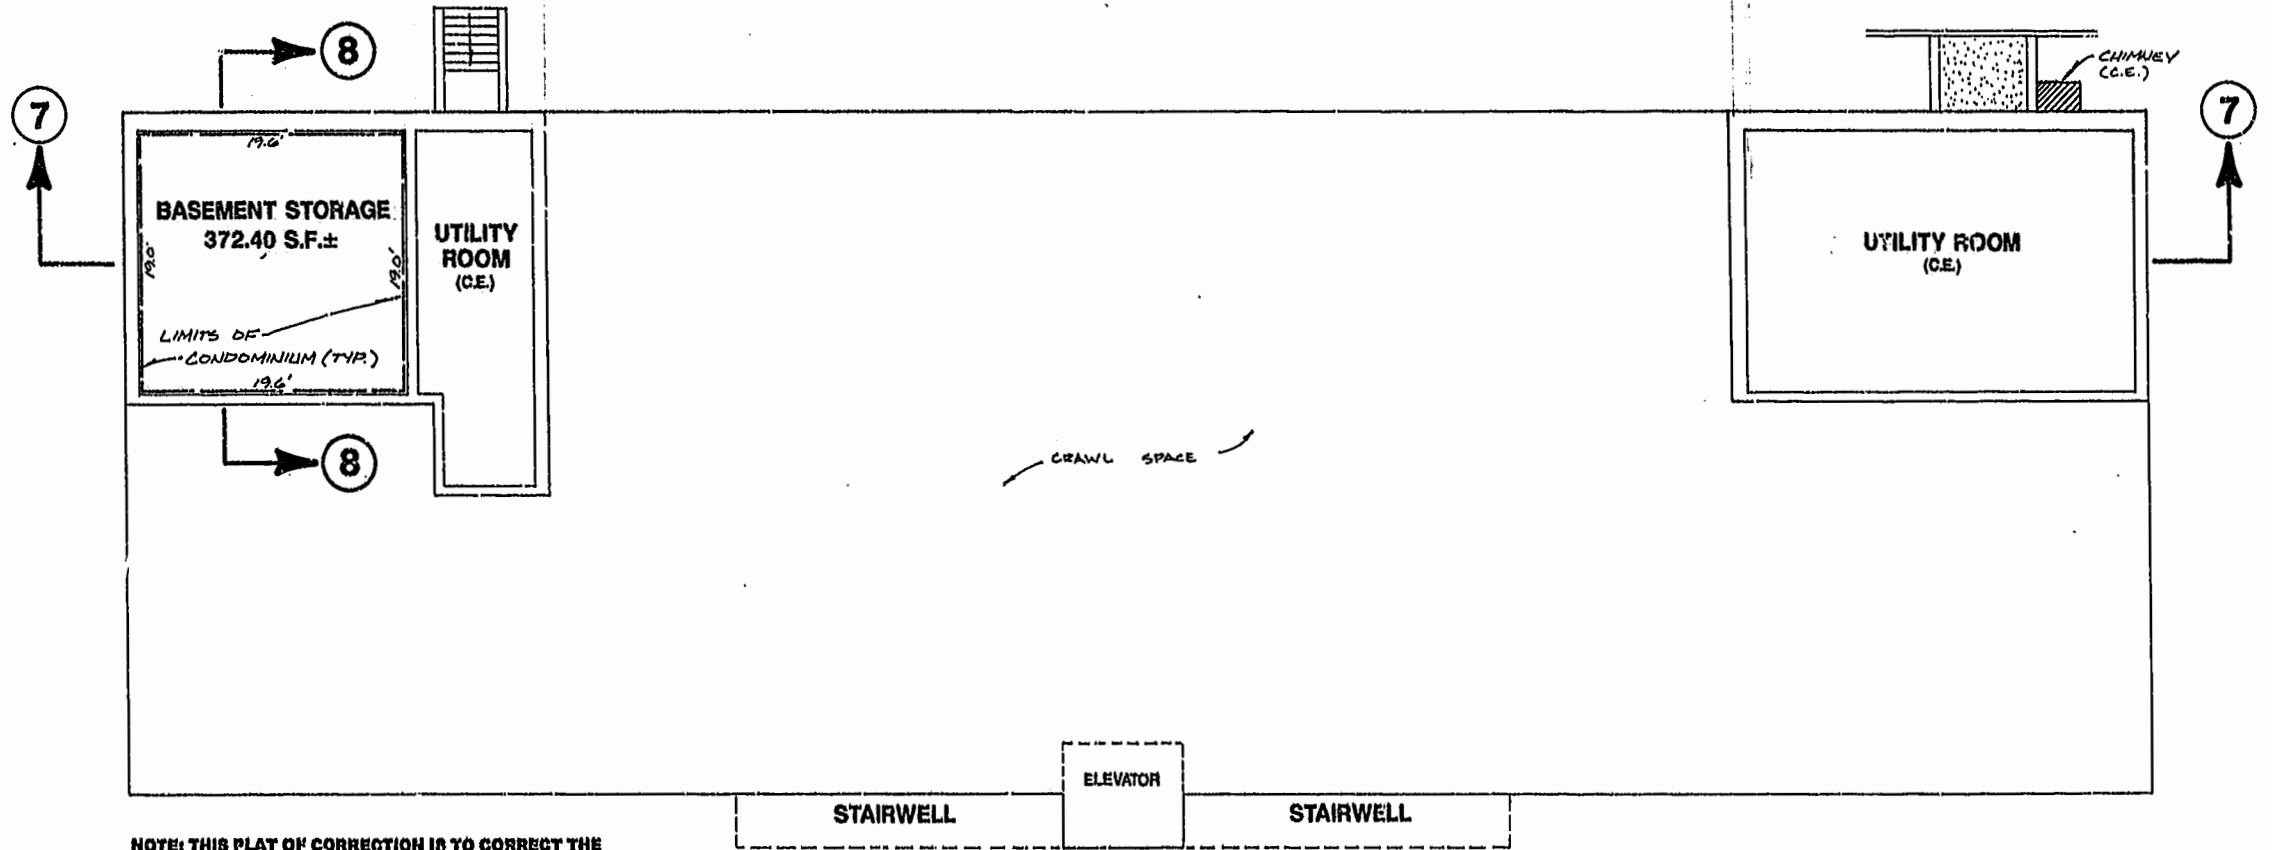 8
CHIMNEY
(C.E.)
7
7
19.6'
BASEMENT STORAGE
372.40 S.F.±
19.0'
19.0'
UTILITY
ROOM
(C.E.)
UTILITY ROOM
(C.E.)
LIMITS OF
CONDOMINIUM (TYP.)
19.6'
8
CRAWL SPACE
ELEVATOR
STAIRWELL
STAIRWELL
NOTE: THIS PLAT OF CORRECTION IS TO CORRECT THE